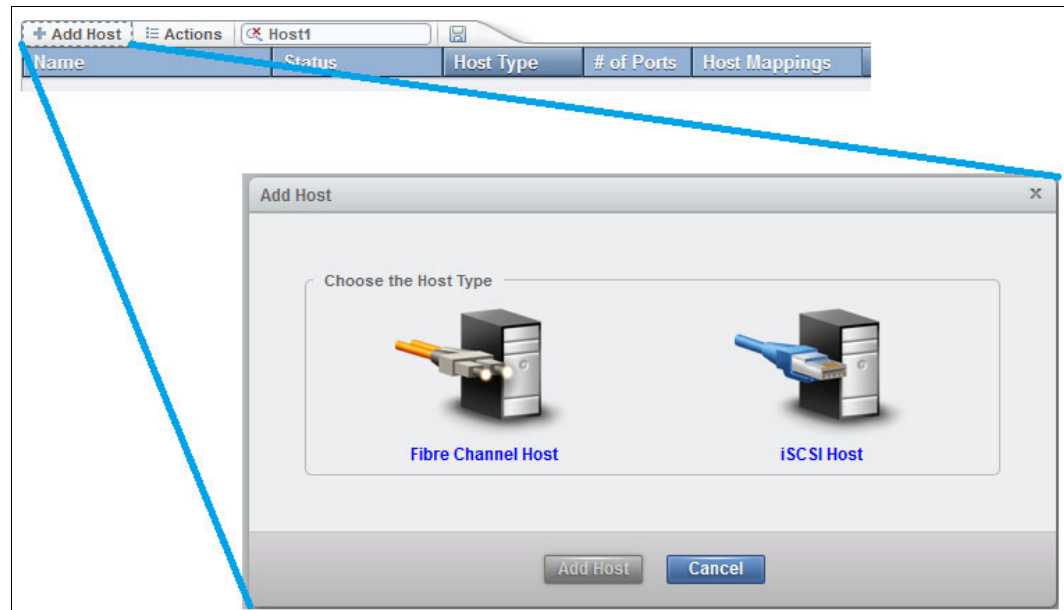 Add Host Actions Host1
Name Status Host Type # of Ports Host Mappings
Add Host x
Choose the Host Type
Fibre Channel Host iSCSI Host
Add Host Cancel